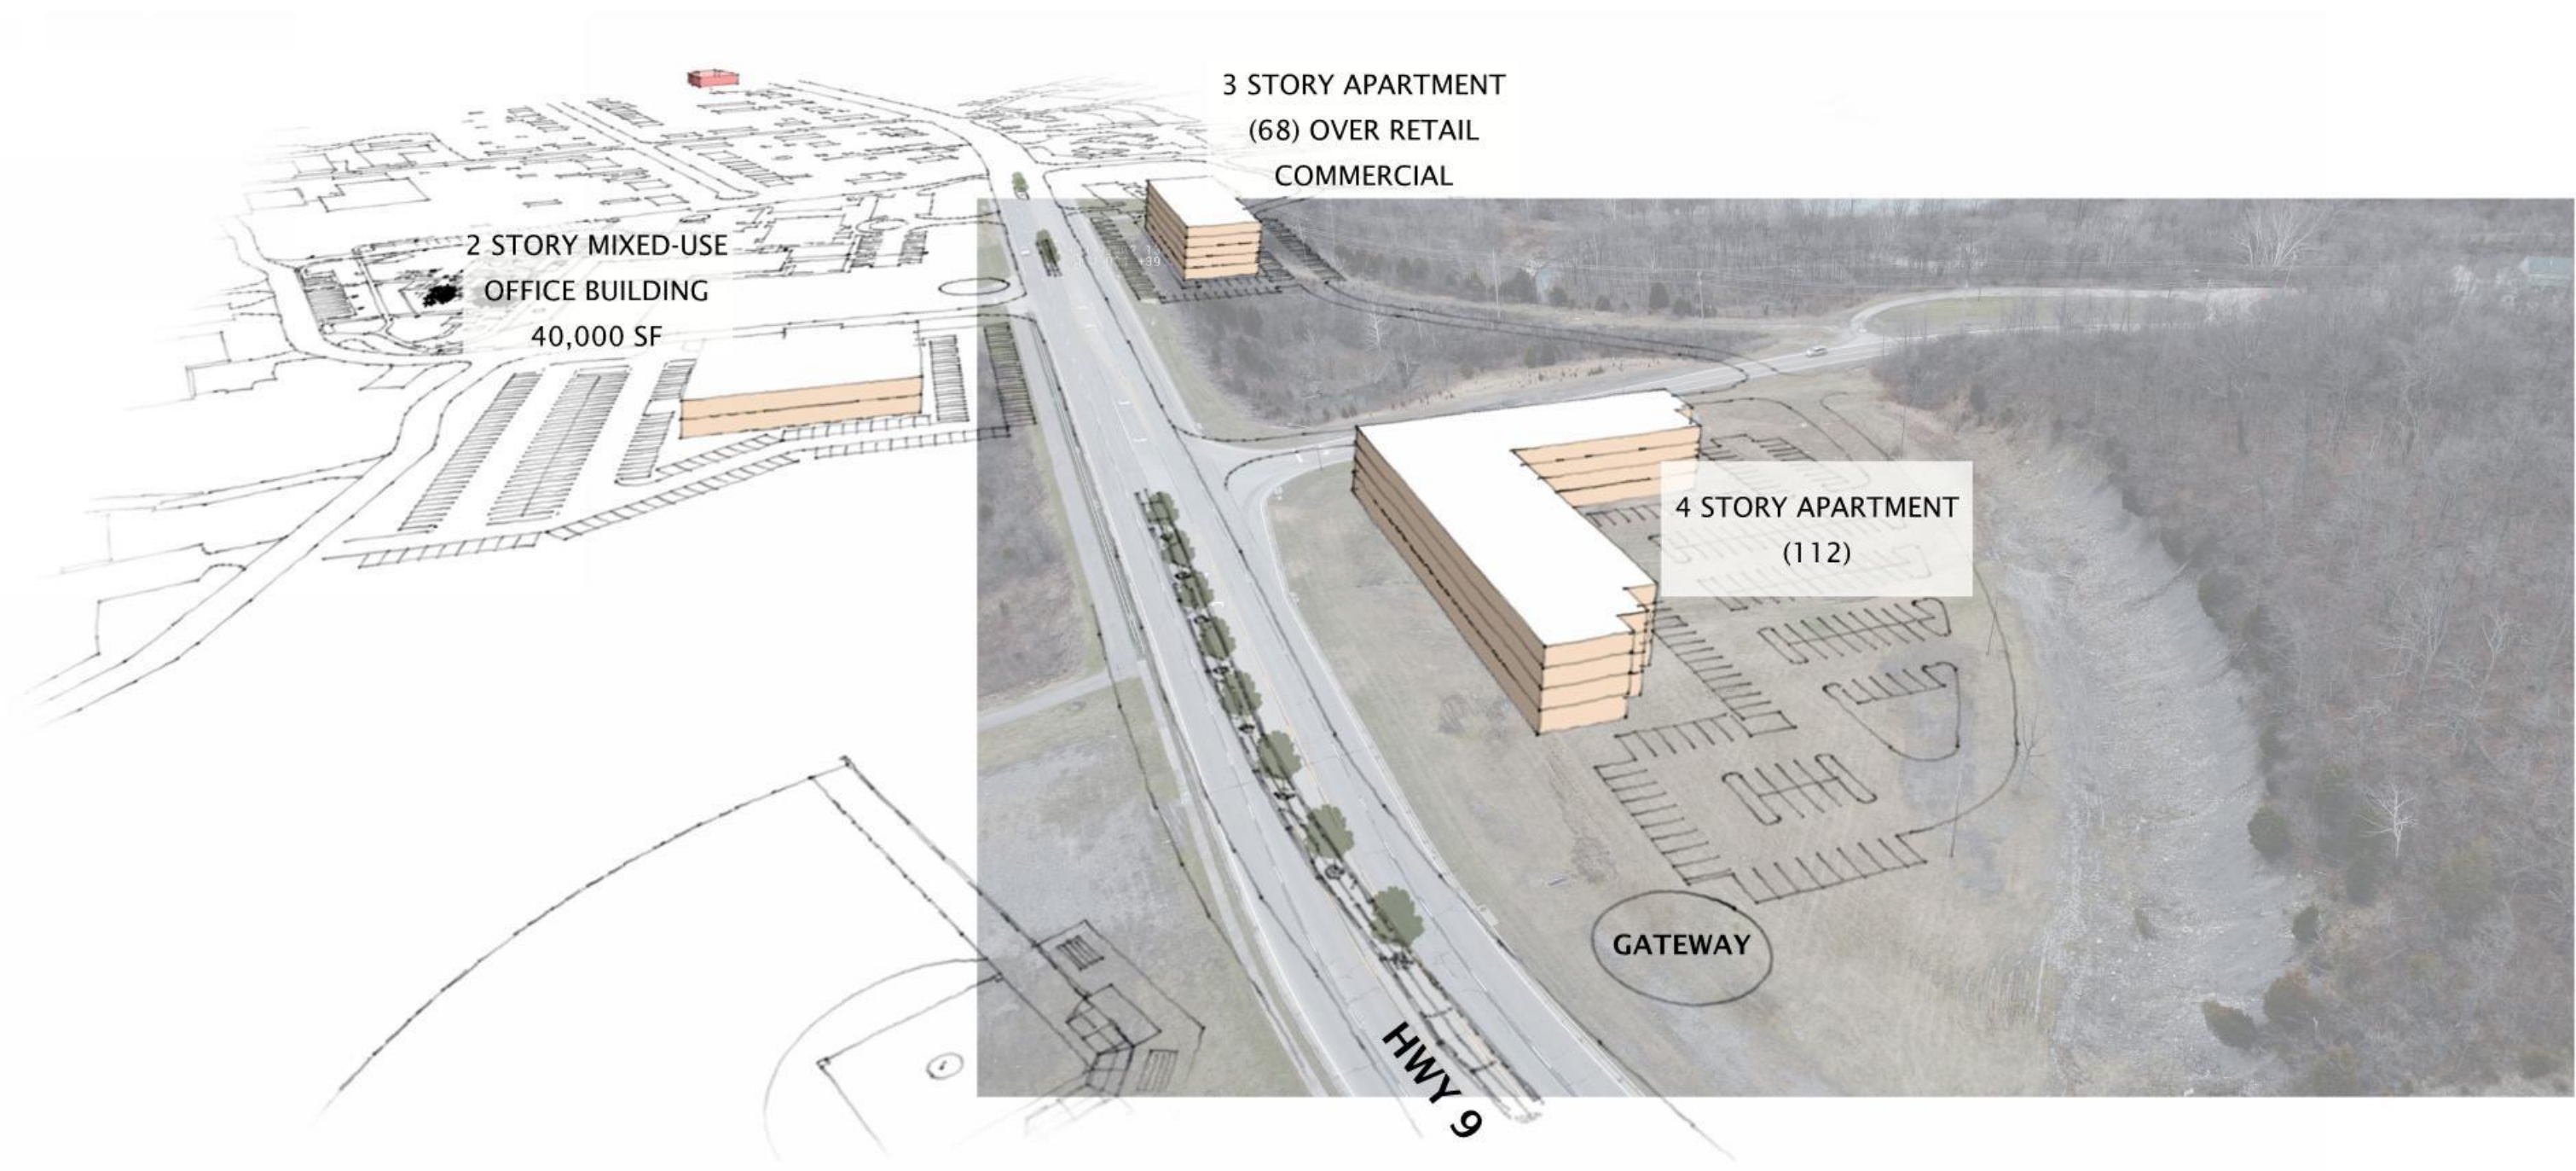 3 STORY APARTMENT
(68) OVER RETAIL
COMMERCIAL
2 STORY MIXED-USE
OFFICE BUILDING
40,000 SF
4 STORY APARTMENT
(112)
GATEWAY
HWY 9